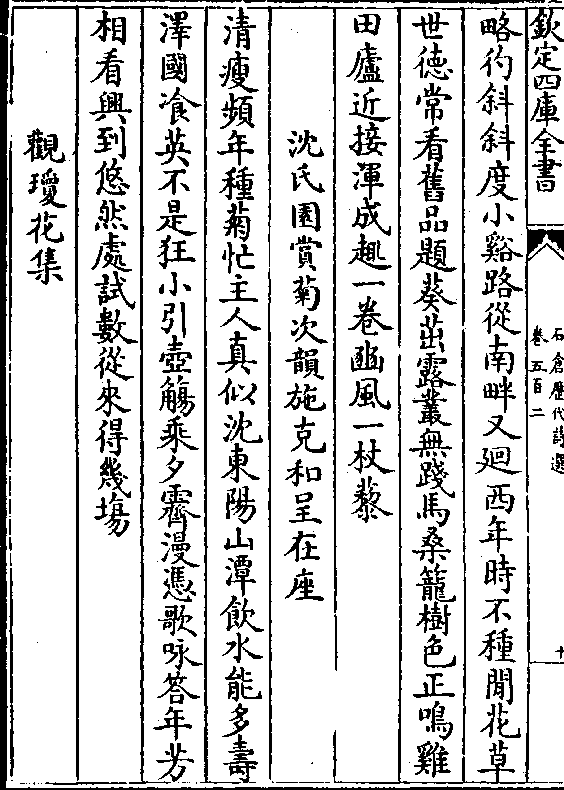 欽定四庫全書
石倉歴代詩選
卷五百二
十
略彴斜斜度小谿路從南畔又廻西年時不種閒花草
世徳常看舊品題葵茁露叢無踐馬桑籠樹色正鳴雞
田廬近接渾成趣一卷豳風一杖藜
沈氏園賞菊次韻施克和呈在座
清瘦頻年種菊忙主人真似沈東陽山潭飲水能多壽
澤國飡英不是狂小引壺觴乘夕霽漫憑歌咏答年芳
相看興到悠然處試數從來得幾塲
觀瓊花集